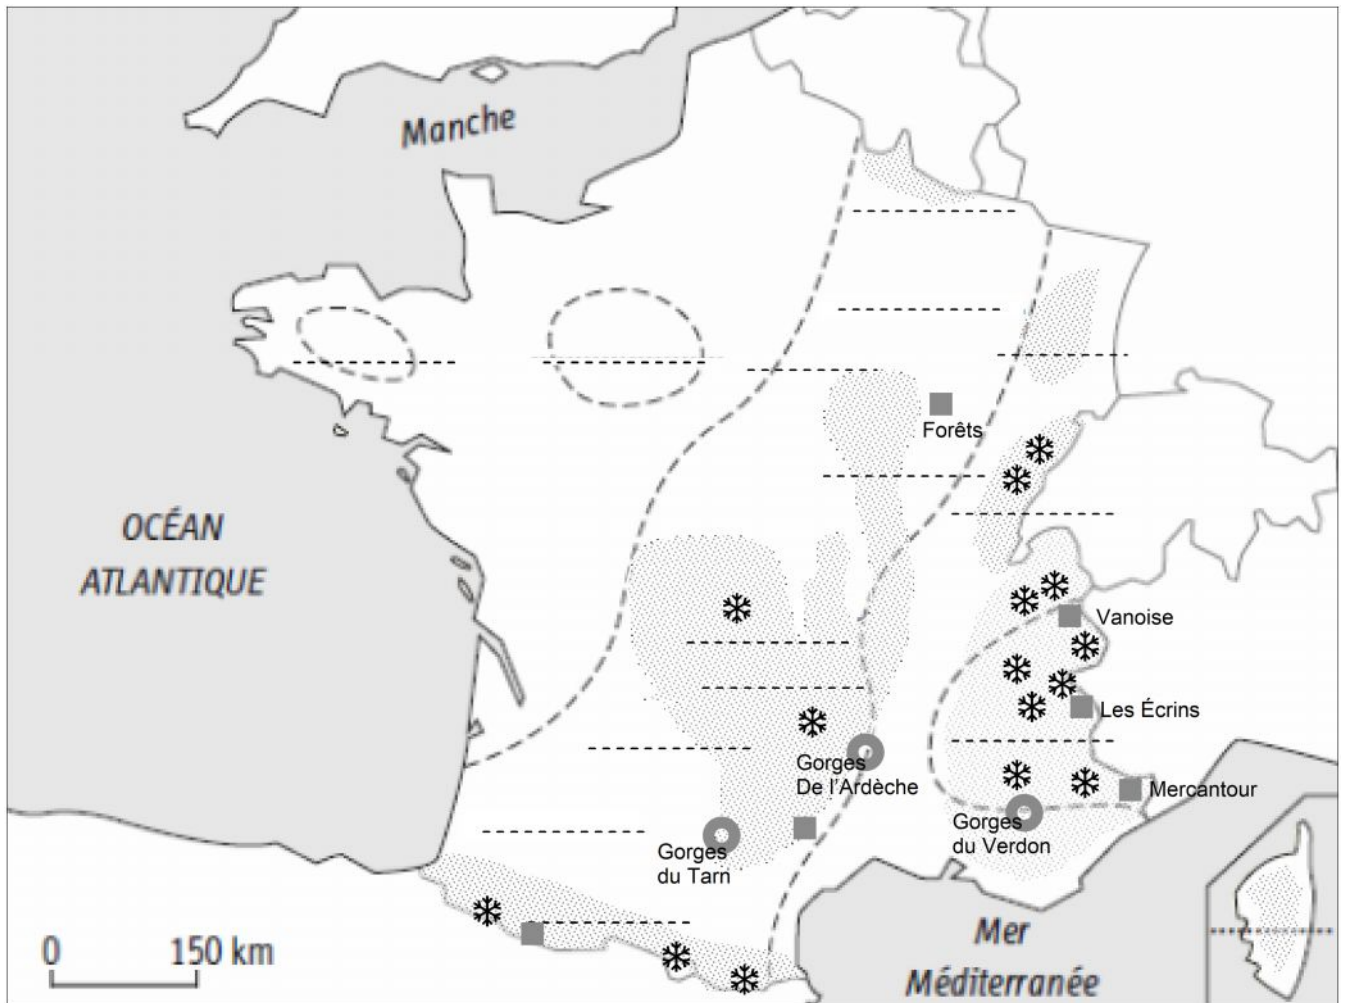 Manche
Forêts
OCÉAN
ATLANTIQUE
Vanoise
Les Écrins
Gorges
De l'Ardèche
Mercantour
Gorges
du Verdon
Gorges
du Tarn
Mer
Méditerranée
0 150 km